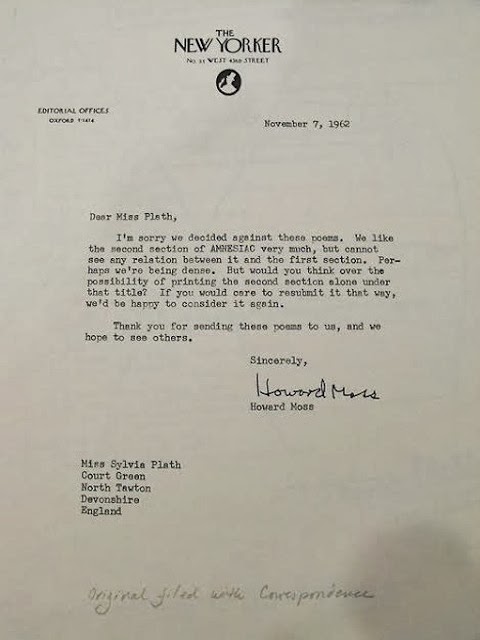 THE
NEW YORKER
No. 25 WEST 43RD STREET
EDITORIAL OFFICES
OXFORD 5-1414
November 7, 1962
Dear Miss Plath,
I'm sorry we decided against these poems. We like
the second section of AMNESIAC very much, but cannot
see any relation between it and the first section. Per-
haps we're being dense. But would you think over the
possibility of printing the second section alone under
that title? If you would care to resubmit it that way,
we'd be happy to consider it again.
Thank you for sending these poems to us, and we
hope to see others.
Sincerely,
Howard Moss
Howard Moss
Miss Sylvia Plath
Court Green
North Tawton
Devonshire
England
Original filed with Correspondence